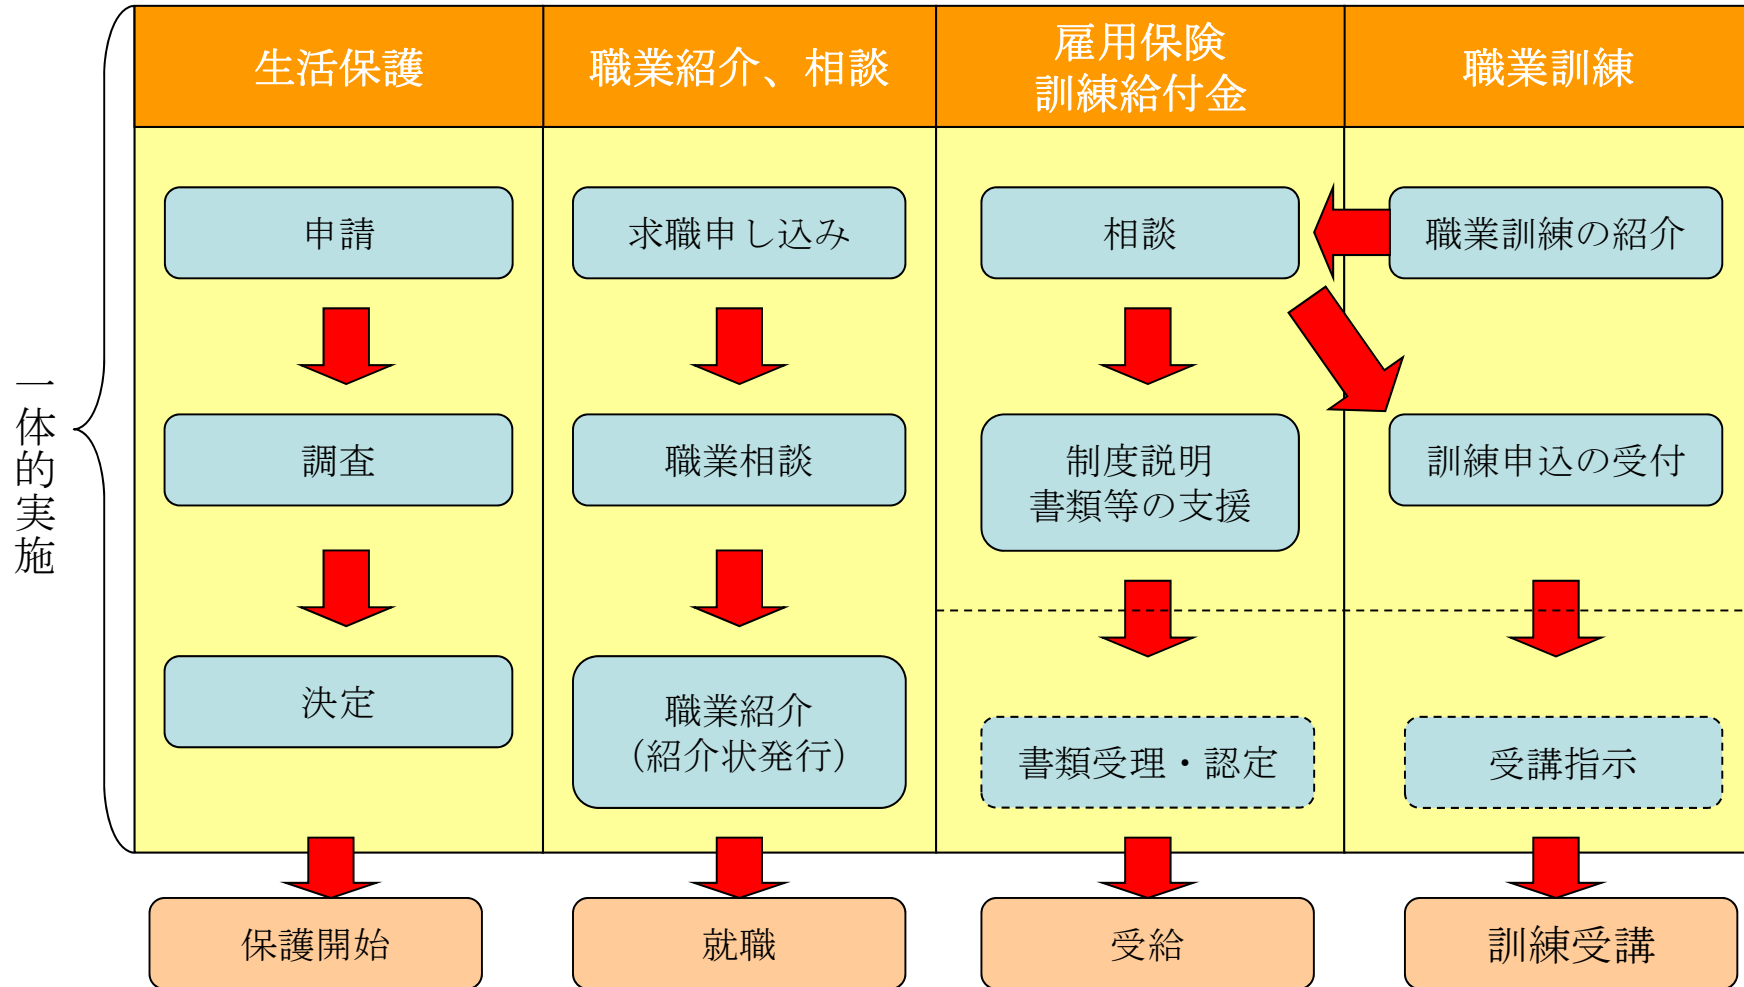 一体的実施
生活保護
職業紹介、相談
雇用保険
訓練給付金
職業訓練
申請
求職申し込み
相談
職業訓練の紹介
調査
職業相談
制度説明
書類等の支援
訓練申込の受付
決定
職業紹介
（紹介状発行）
書類受理・認定
受講指示
保護開始
就職
受給
訓練受講